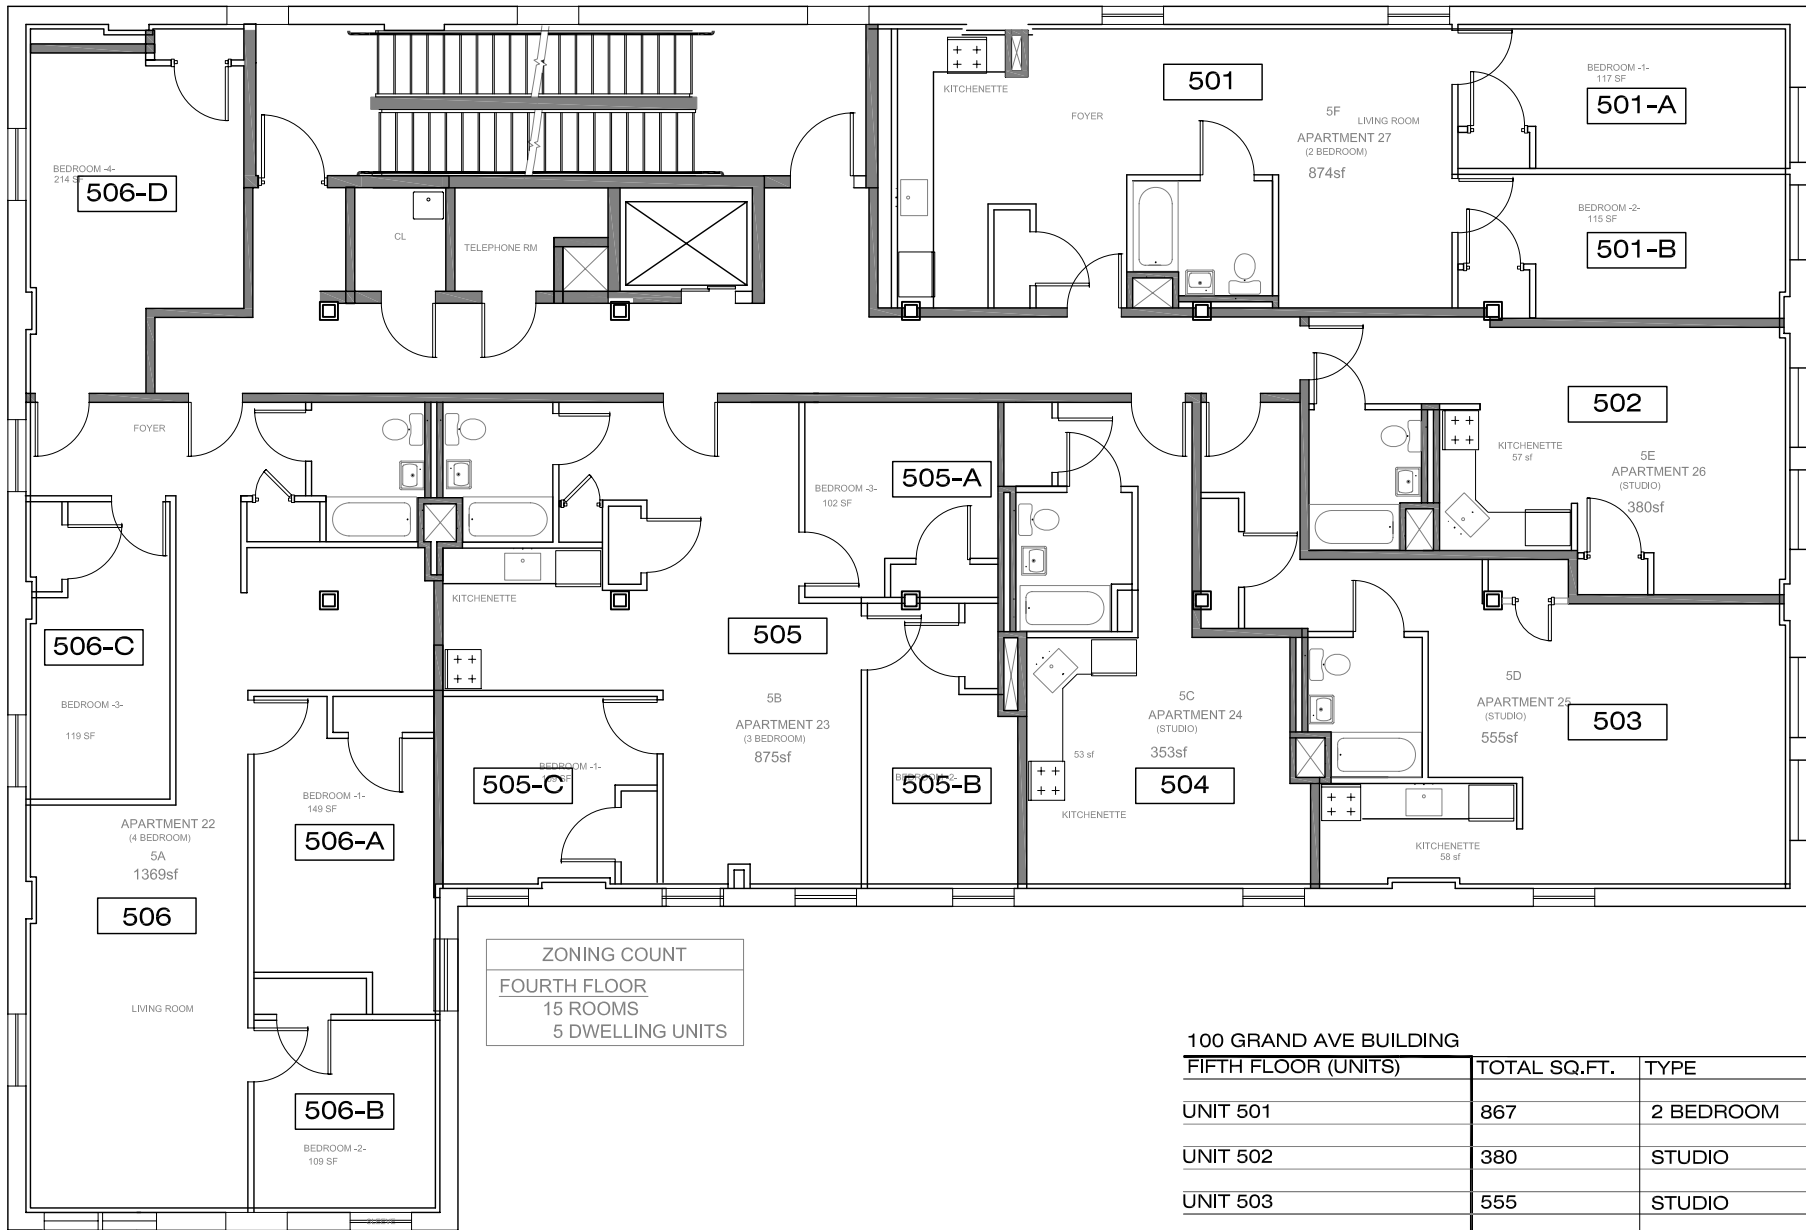 501
KITCHENETTE
FOYER
5F
LIVING ROOM
APARTMENT 27
(2 BEDROOM)
874sf
BEDROOM -1-
117 SF
501-A
BEDROOM -2-
115 SF
501-B
BEDROOM -4-
214 SF
506-D
CL
TELEPHONE RM
502
KITCHENETTE
57 sf
5E
APARTMENT 26
(STUDIO)
380sf
FOYER
505-A
BEDROOM -3-
102 SF
KITCHENETTE
505
506-C
BEDROOM -3-
119 SF
5B
APARTMENT 23
(3 BEDROOM)
875sf
5C
APARTMENT 24
(STUDIO)
53 sf
353sf
504
KITCHENETTE
5D
APARTMENT 25
(STUDIO)
555sf
503
KITCHENETTE
58 sf
BEDROOM -1-
505-C
505-B
BEDROOM -1-
149 SF
506-A
APARTMENT 22
(4 BEDROOM)
5A
1369sf
506
LIVING ROOM
506-B
BEDROOM -2-
109 SF
ZONING COUNT
FOURTH FLOOR
15 ROOMS
5 DWELLING UNITS
100 GRAND AVE BUILDING
FIFTH FLOOR (UNITS) TOTAL SQ.FT. TYPE
UNIT 501 867 2 BEDROOM
UNIT 502 380 STUDIO
UNIT 503 555 STUDIO